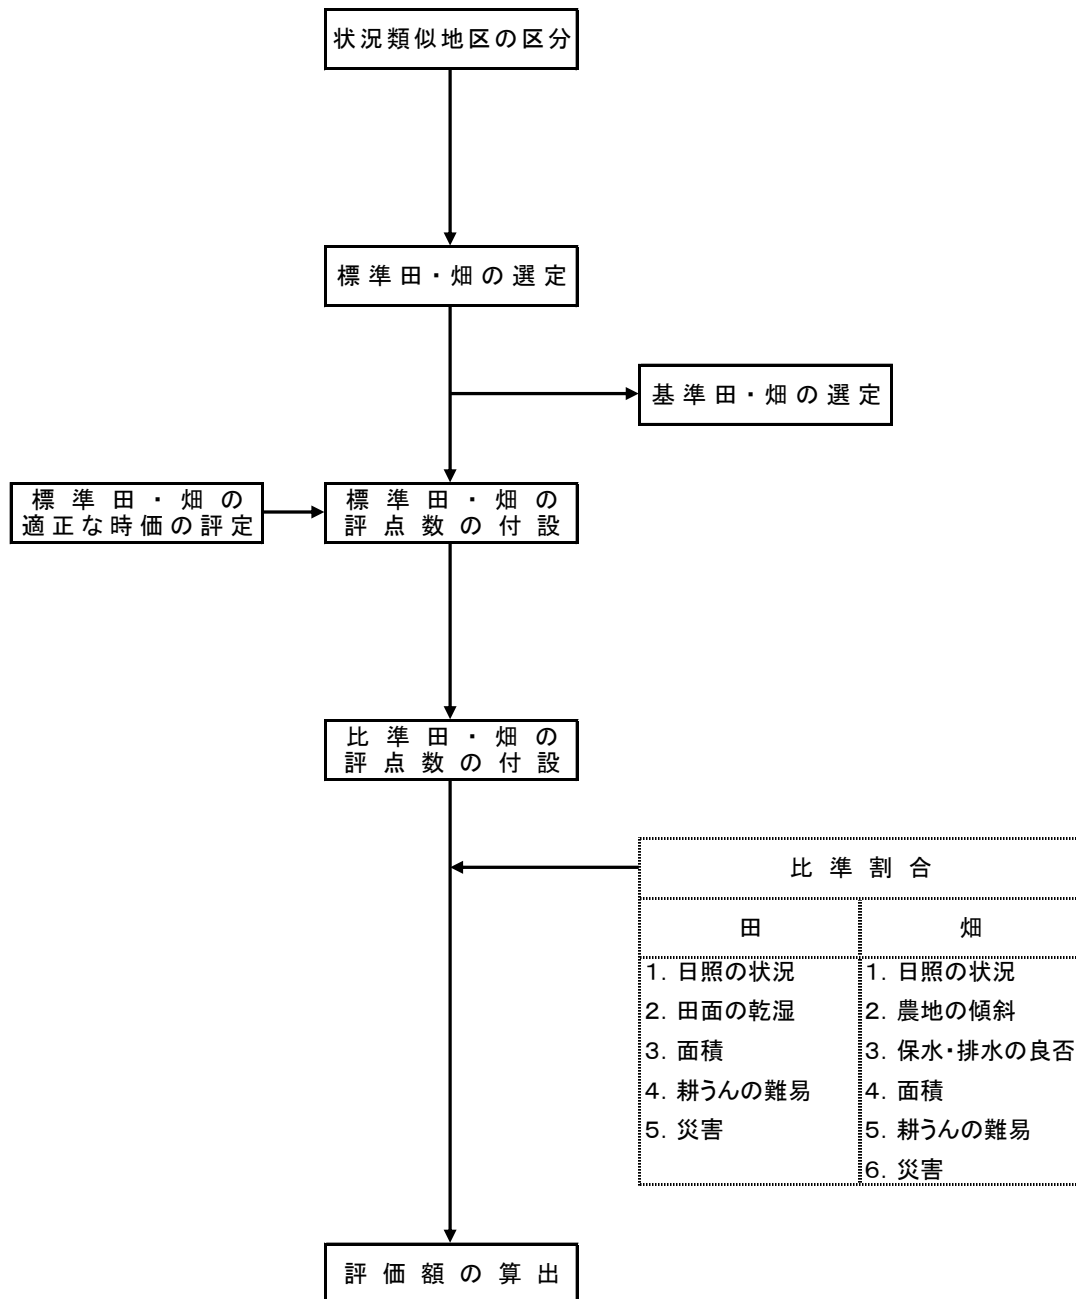 状況類似地区の区分
標準田・畑の選定
基準田・畑の選定
標準田・畑の
適正な時価の評定
標準田・畑の
評点数の付設
比準田・畑の
評点数の付設
比準割合
田
畑
1. 日照の状況
2. 田面の乾湿
3. 面積
4. 耕うんの難易
5. 災害
1. 日照の状況
2. 農地の傾斜
3. 保水・排水の良否
4. 面積
5. 耕うんの難易
6. 災害
評価額の算出